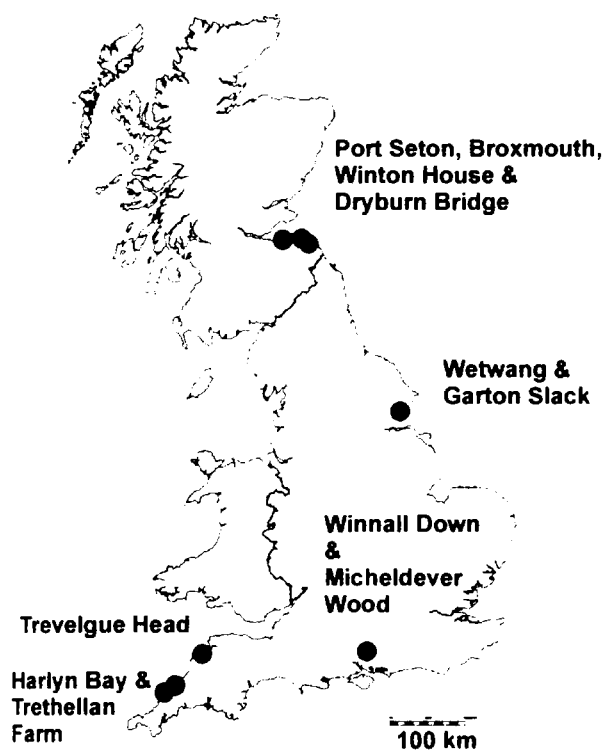 Port Seton, Broxmouth,
Winton House &
Dryburn Bridge
Wetwang &
Garton Slack
Winnall Down
&
Micheldever
Wood
Trevelgue Head
Harlyn Bay &
Trethellan
Farm
100 km